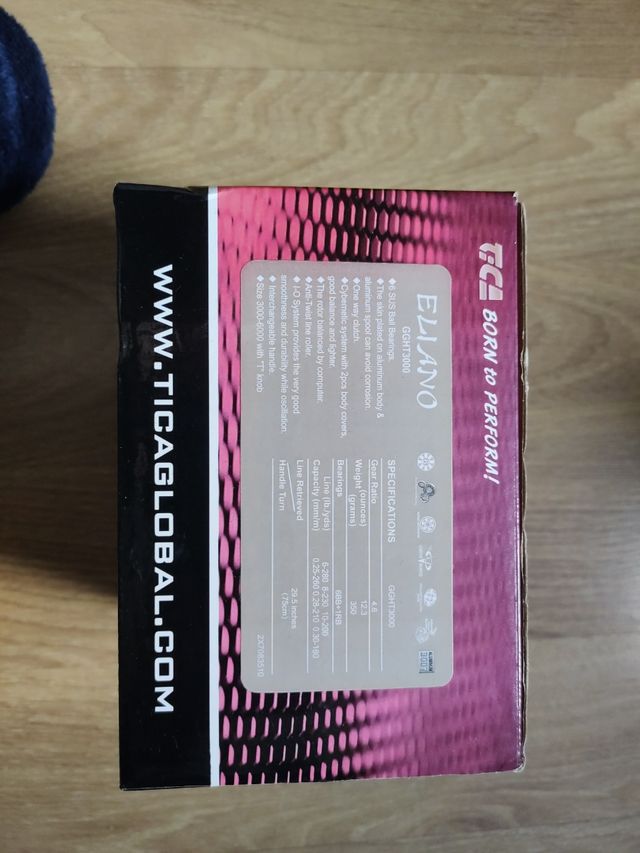 TiCA BORN to PERFORM!
ELIANO
GGHT3000
◆6 SUS Ball Bearings.
◆The skin plated on aluminum body &
aluminum spool can avoid corrosion.
◆One way clutch.
◆Cybernetic system with 2pcs body covers,
good balance and lighter.
◆The rotor balanced by computer.
◆Anti-Twist line roller.
◆I-O System provides the very good
smoothness and durability while oscillation.
◆Interchangeable handle.
◆Size 3000-6000 with "T" knob
SPECIFICATIONS GGHT3000
Gear Ratio 4.6
Weight (ounces) 12.3
(grams) 350
Bearings 6BB+1RB
Line (lb./yds) 6-280 8-230 10-200
Capacity (mm/m) 0.25-260 0.28-210 0.30-180
Line Retrieved 29.5 inches
Handle Turn (75cm)
2X7083510
WWW.TICAGLOBAL.COM